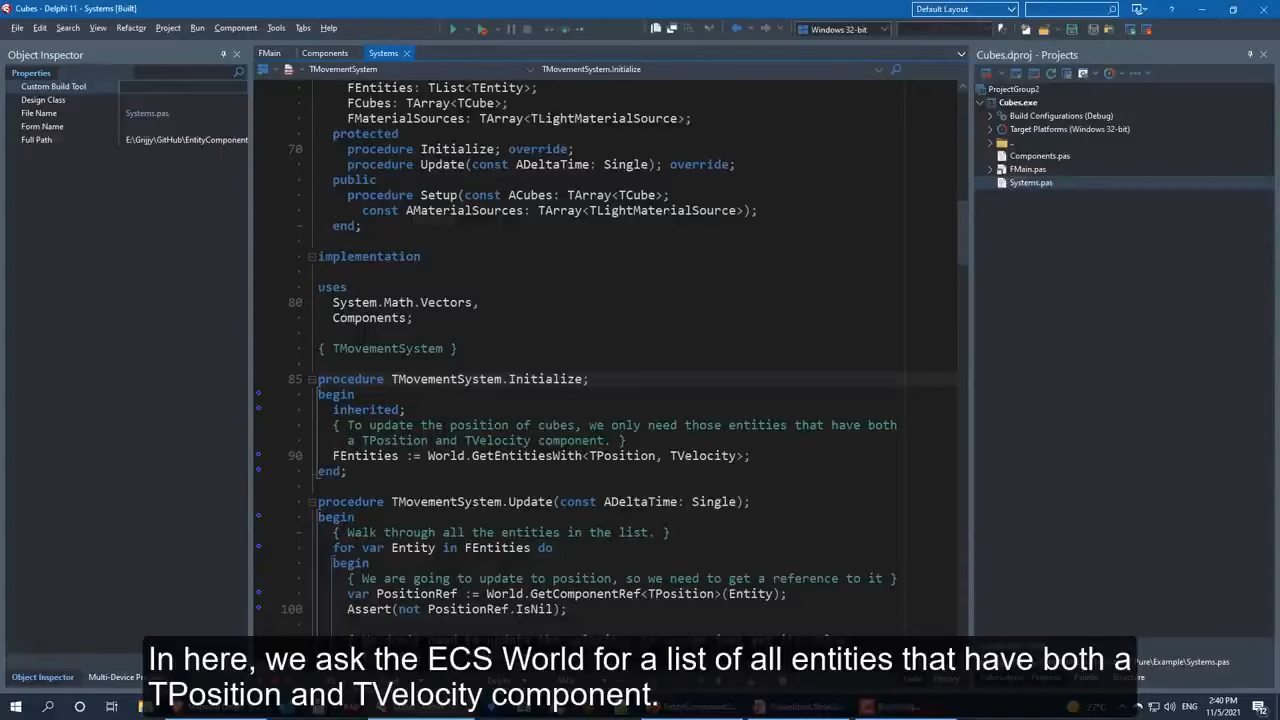 Cubes - Delphi 11 - Systems [Built]
Default Layout
File Edit Search View Refactor Project Run Component Tools Tabs Help
Windows 32-bit
Object Inspector
Properties
Custom Build Tool
Design Class
File Name Systems.pas
Form Name
Full Path E:\Grijjy\GitHub\EntityComponent
FMain Components Systems
TMovementSystem TMovementSystem.Initialize
FEntities: TList<TEntity>;
FCubes: TArray<TCube>;
FMaterialSources: TArray<TLightMaterialSource>;
protected
70 procedure Initialize; override;
procedure Update(const ADeltaTime: Single); override;
public
procedure Setup(const ACubes: TArray<TCube>;
const AMaterialSources: TArray<TLightMaterialSource>);
end;
implementation
uses
80 System.Math.Vectors,
Components;
{ TMovementSystem }
85 procedure TMovementSystem.Initialize;
begin
inherited;
{ To update the position of cubes, we only need those entities that have both
a TPosition and TVelocity component. }
90 FEntities := World.GetEntitiesWith<TPosition, TVelocity>;
end;
procedure TMovementSystem.Update(const ADeltaTime: Single);
begin
{ Walk through all the entities in the list. }
for var Entity in FEntities do
begin
{ We are going to update to position, so we need to get a reference to it }
var PositionRef := World.GetComponentRef<TPosition>(Entity);
100 Assert(not PositionRef.IsNil);
Cubes.dproj - Projects
ProjectGroup2
Cubes.exe
Build Configurations (Debug)
Target Platforms (Windows 32-bit)
..
Components.pas
FMain.pas
Systems.pas
In here, we ask the ECS World for a list of all entities that have both a
TPosition and TVelocity component.
Object Inspector Multi-Device Pr
27°C
2:40 PM
11/5/2021
12